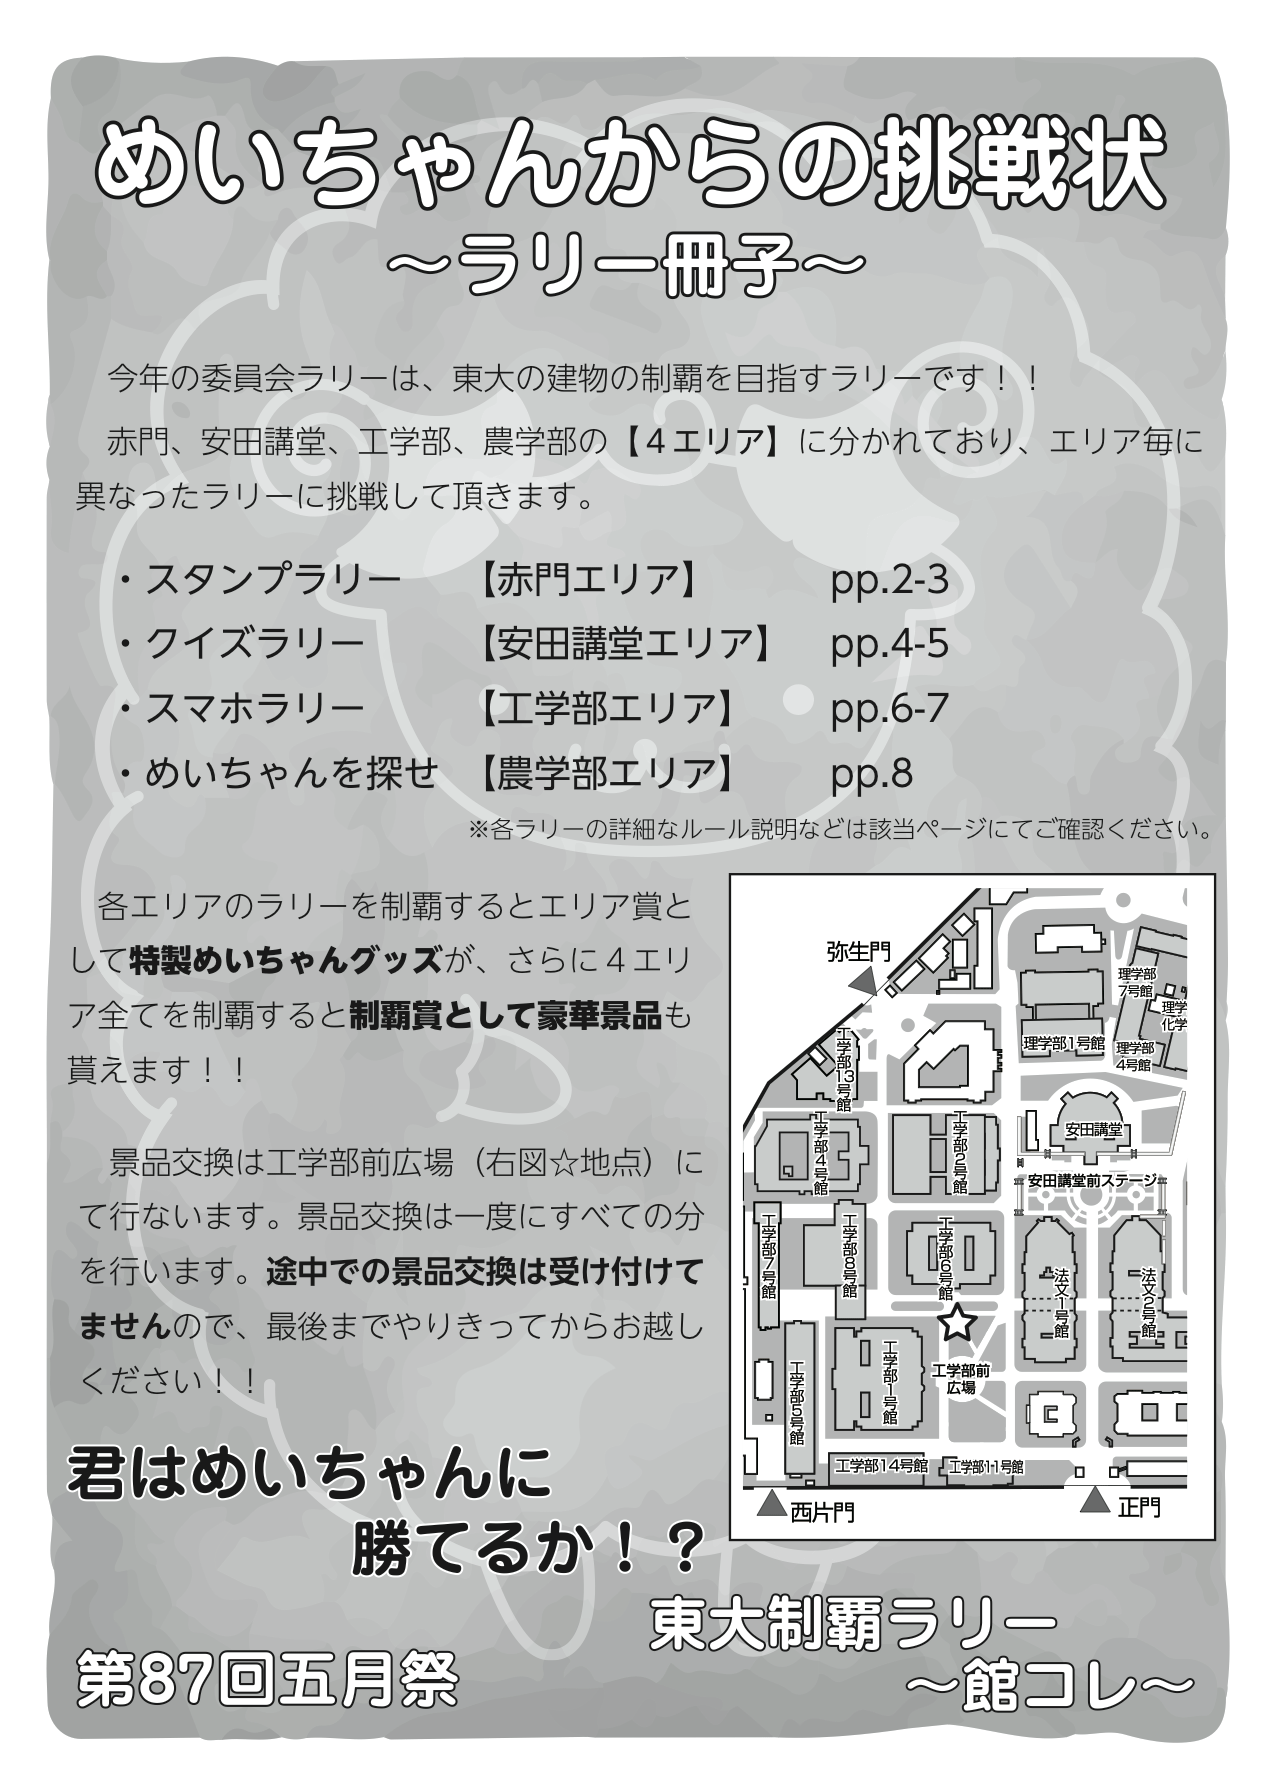 めいちゃんからの挑戦状
～ラリー冊子～
今年の委員会ラリーは、東大の建物の制覇を目指すラリーです！！
赤門、安田講堂、工学部、農学部の【４エリア】に分かれており、エリア毎に
異なったラリーに挑戦して頂きます。
・スタンプラリー　【赤門エリア】　pp.2-3
・クイズラリー　【安田講堂エリア】　pp.4-5
・スマホラリー　【工学部エリア】　pp.6-7
・めいちゃんを探せ　【農学部エリア】　pp.8
※各ラリーの詳細なルール説明などは該当ページにてご確認ください。
各エリアのラリーを制覇するとエリア賞と
して特製めいちゃんグッズが、さらに４エリ
ア全てを制覇すると制覇賞として豪華景品も
貰えます！！
景品交換は工学部前広場（右図☆地点）に
て行ないます。景品交換は一度にすべての分
を行います。途中での景品交換は受け付けて
ませんので、最後までやりきってからお越し
ください！！
弥生門
理学部
7号館
理学
化学
理学部1号館
理学部
4号館
工学部13号館
安田講堂
工学部4号館
工学部2号館
安田講堂前ステージ
工学部7号館
工学部8号館
工学部6号館
法文1号館
法文2号館
工学部前
広場
工学部5号館
工学部1号館
工学部14号館
工学部11号館
西片門
正門
君はめいちゃんに
勝てるか！？
東大制覇ラリー
～館コレ～
第87回五月祭